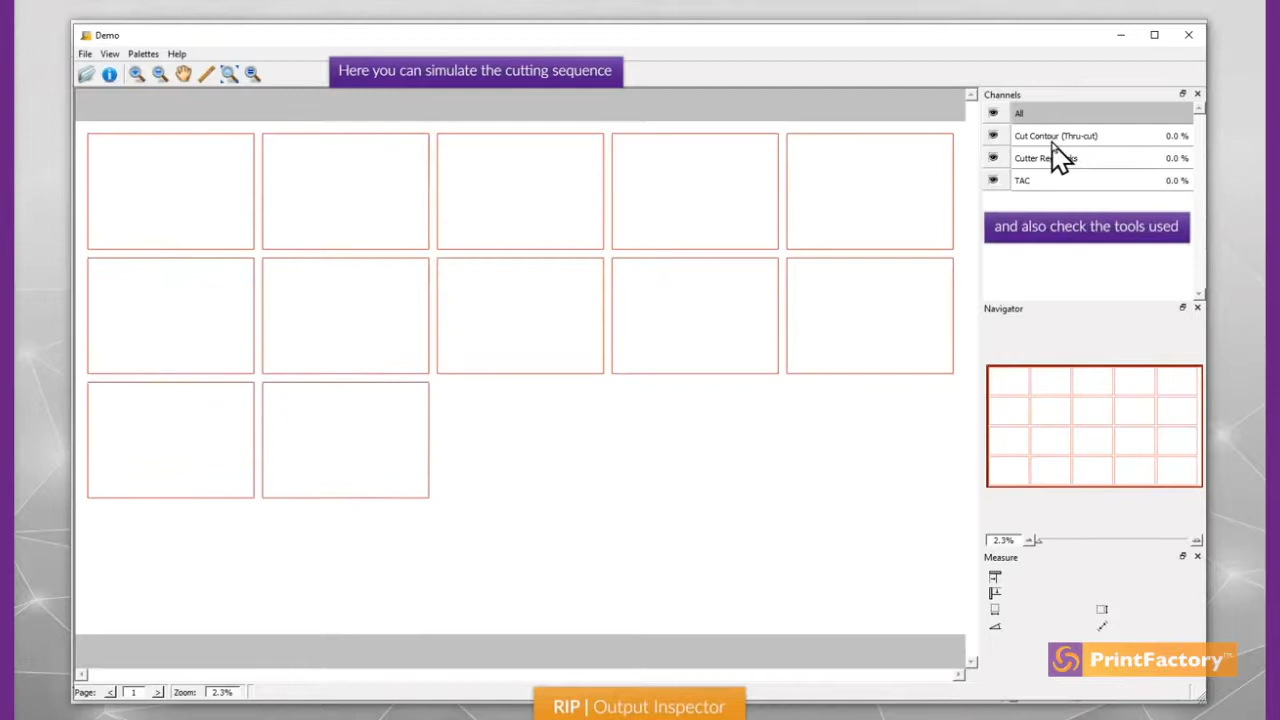 Demo
File View Palettes Help
Here you can simulate the cutting sequence
Channels
All
Cut Contour (Thru-cut) 0.0 %
Cutter 0.0 %
TAC 0.0 %
and also check the tools used
Navigator
2.3%
Measure
PrintFactory™
Page: < 1 > Zoom: 2.3%
RIP | Output Inspector